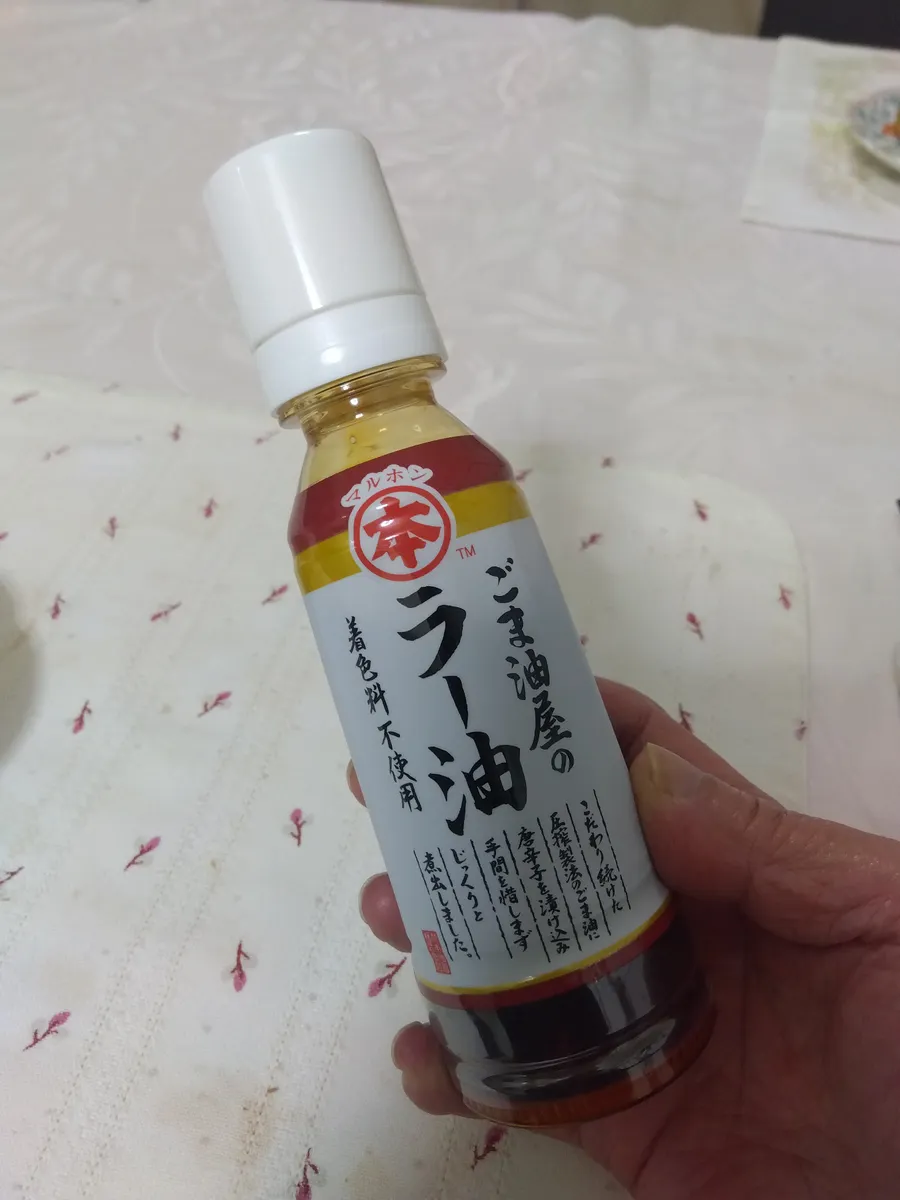 マルホン
本
TM
ごま油屋の
ラー油
着色料不使用
こだわり続けた
圧搾製法のごま油に
唐辛子を漬け込み
手間を惜しまず
じっくりと
煮出しました。